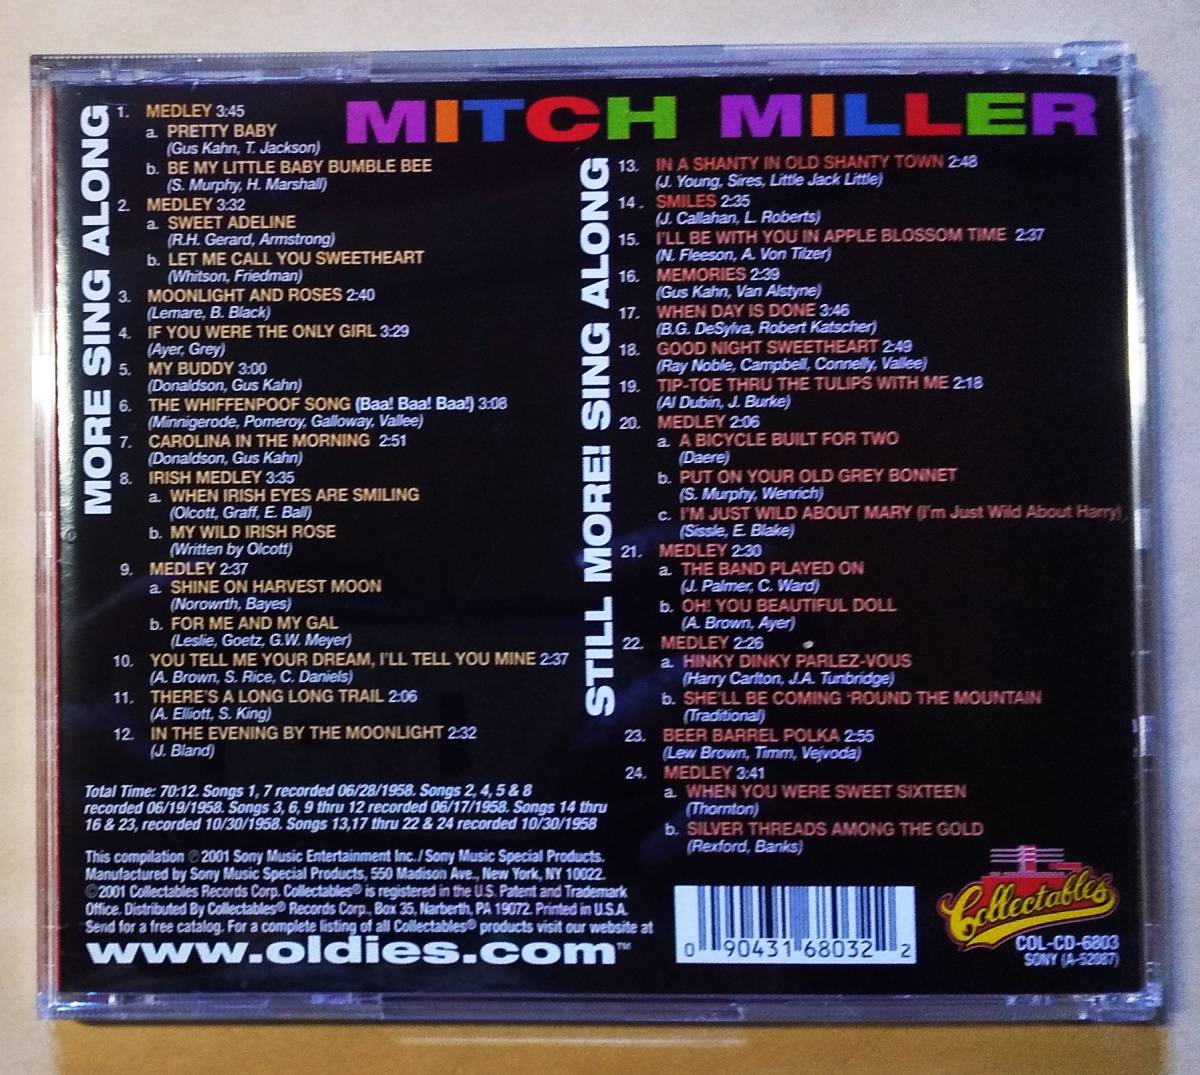 MITCH MILLER
MORE SING ALONG
1. MEDLEY 3:45
a. PRETTY BABY
(Gus Kahn, T. Jackson)
b. BE MY LITTLE BABY BUMBLE BEE
(S. Murphy, H. Marshall)
2. MEDLEY 3:32
a. SWEET ADELINE
(R.H. Gerard, Armstrong)
b. LET ME CALL YOU SWEETHEART
(Whitson, Friedman)
3. MOONLIGHT AND ROSES 2:40
(Lemare, B. Black)
4. IF YOU WERE THE ONLY GIRL 3:29
(Ayer, Grey)
5. MY BUDDY 3:00
(Donaldson, Gus Kahn)
6. THE WHIFFENPOOF SONG (Baa! Baa! Baa!) 3:08
(Minnigerode, Pomeroy, Galloway, Vallee)
7. CAROLINA IN THE MORNING 2:51
(Donaldson, Gus Kahn)
8. IRISH MEDLEY 3:35
a. WHEN IRISH EYES ARE SMILING
(Olcott, Graff, E. Ball)
b. MY WILD IRISH ROSE
(Written by Olcott)
9. MEDLEY 2:37
a. SHINE ON HARVEST MOON
(Norowrth, Bayes)
b. FOR ME AND MY GAL
(Leslie, Goetz, G.W. Meyer)
10. YOU TELL ME YOUR DREAM, I'LL TELL YOU MINE 2:37
(A. Brown, S. Rice, C. Daniels)
11. THERE'S A LONG LONG TRAIL 2:06
(A. Elliott, S. King)
12. IN THE EVENING BY THE MOONLIGHT 2:32
(J. Bland)
STILL MORE! SING ALONG
13. IN A SHANTY IN OLD SHANTY TOWN 2:48
(J. Young, Sires, Little Jack Little)
14. SMILES 2:35
(J. Callahan, L. Roberts)
15. I'LL BE WITH YOU IN APPLE BLOSSOM TIME 2:37
(N. Fleeson, A. Von Tilzer)
16. MEMORIES 2:39
(Gus Kahn, Van Alstyne)
17. WHEN DAY IS DONE 3:46
(B.G. DeSylva, Robert Katscher)
18. GOOD NIGHT SWEETHEART 2:49
(Ray Noble, Campbell, Connelly, Vallee)
19. TIP-TOE THRU THE TULIPS WITH ME 2:18
(Al Dubin, J. Burke)
20. MEDLEY 2:06
a. A BICYCLE BUILT FOR TWO
(Daere)
b. PUT ON YOUR OLD GREY BONNET
(S. Murphy, Wenrich)
c. I'M JUST WILD ABOUT MARY (I'm Just Wild About Harry)
(Sissle, E. Blake)
21. MEDLEY 2:30
a. THE BAND PLAYED ON
(J. Palmer, C. Ward)
b. OH! YOU BEAUTIFUL DOLL
(A. Brown, Ayer)
22. MEDLEY 2:26
a. HINKY DINKY PARLEZ-VOUS
(Harry Carlton, J.A. Tunbridge)
b. SHE'LL BE COMING 'ROUND THE MOUNTAIN
(Traditional)
23. BEER BARREL POLKA 2:55
(Lew Brown, Timm, Vejvoda)
24. MEDLEY 3:41
a. WHEN YOU WERE SWEET SIXTEEN
(Thornton)
b. SILVER THREADS AMONG THE GOLD
(Rexford, Banks)
Total Time: 70:12. Songs 1, 7 recorded 06/28/1958. Songs 2, 4, 5 & 8
recorded 06/19/1958. Songs 3, 6, 9 thru 12 recorded 06/17/1958. Songs 14 thru
16 & 23, recorded 10/30/1958. Songs 13,17 thru 22 & 24 recorded 10/30/1958
This compilation ℗ 2001 Sony Music Entertainment Inc./Sony Music Special Products.
Manufactured by Sony Music Special Products, 550 Madison Ave., New York, NY 10022.
©2001 Collectables Records Corp. Collectables® is registered in the U.S. Patent and Trademark
Office. Distributed By Collectables® Records Corp., Box 35, Narberth, PA 19072. Printed in U.S.A.
Send for a free catalog. For a complete listing of all Collectables® products visit our website at
www.oldies.com™
0 90431 68032 2
Collectables
COL-CD-6803
SONY (A-52087)